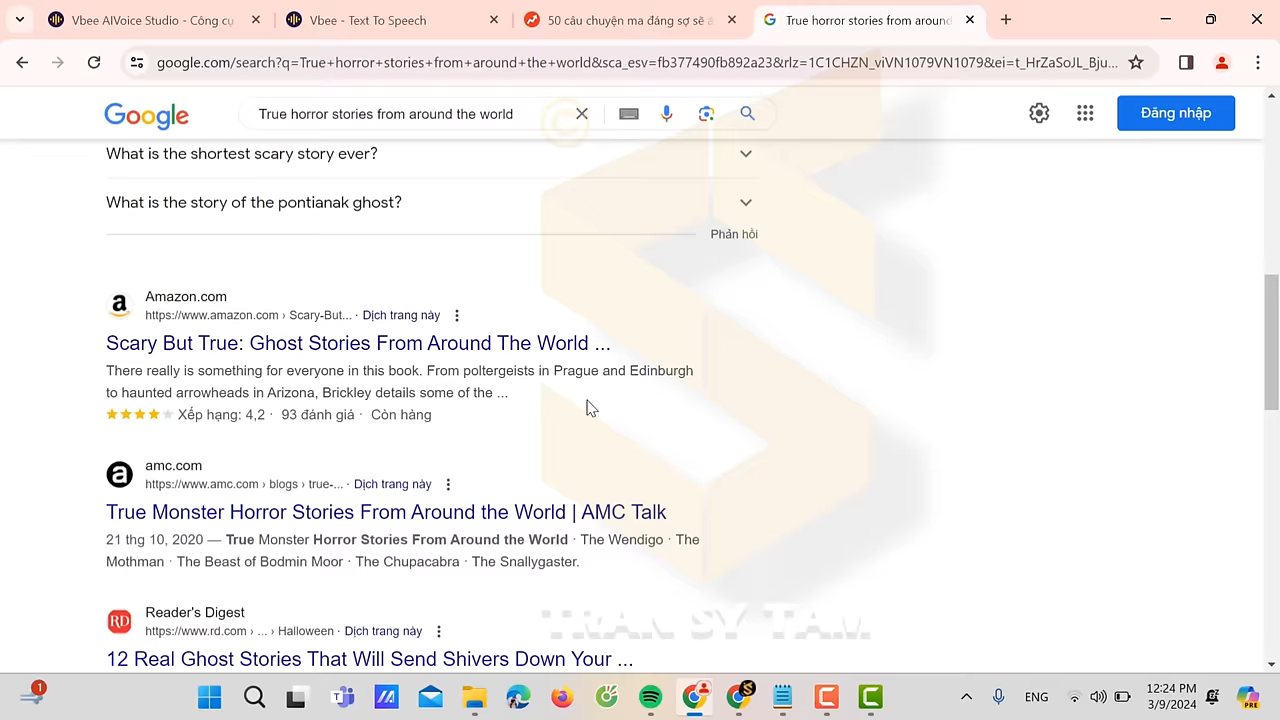 Vbee AIVoice Studio - Công cụ
Vbee - Text To Speech
50 câu chuyện ma đáng sợ sẽ
True horror stories from around
google.com/search?q=True+horror+stories+from+around+the+world&sca_esv=fb377490fb892a23&rlz=1C1CHZN_viVN1079VN1079&ei=t_HrZaSoJL_Bju...
Google
True horror stories from around the world
Đăng nhập
What is the shortest scary story ever?
What is the story of the pontianak ghost?
Phản hồi
Amazon.com
https://www.amazon.com › Scary-But... · Dịch trang này
Scary But True: Ghost Stories From Around The World ...
There really is something for everyone in this book. From poltergeists in Prague and Edinburgh
to haunted arrowheads in Arizona, Brickley details some of the ...
Xếp hạng: 4,2 · 93 đánh giá · Còn hàng
amc.com
https://www.amc.com › blogs › true-... · Dịch trang này
True Monster Horror Stories From Around the World | AMC Talk
21 thg 10, 2020 — True Monster Horror Stories From Around the World · The Wendigo · The
Mothman · The Beast of Bodmin Moor · The Chupacabra · The Snallygaster.
RD
Reader's Digest
https://www.rd.com › ... › Halloween · Dịch trang này
TRAN SY TAM
12 Real Ghost Stories That Will Send Shivers Down Your ...
1
ENG
12:24 PM
3/9/2024
PRE